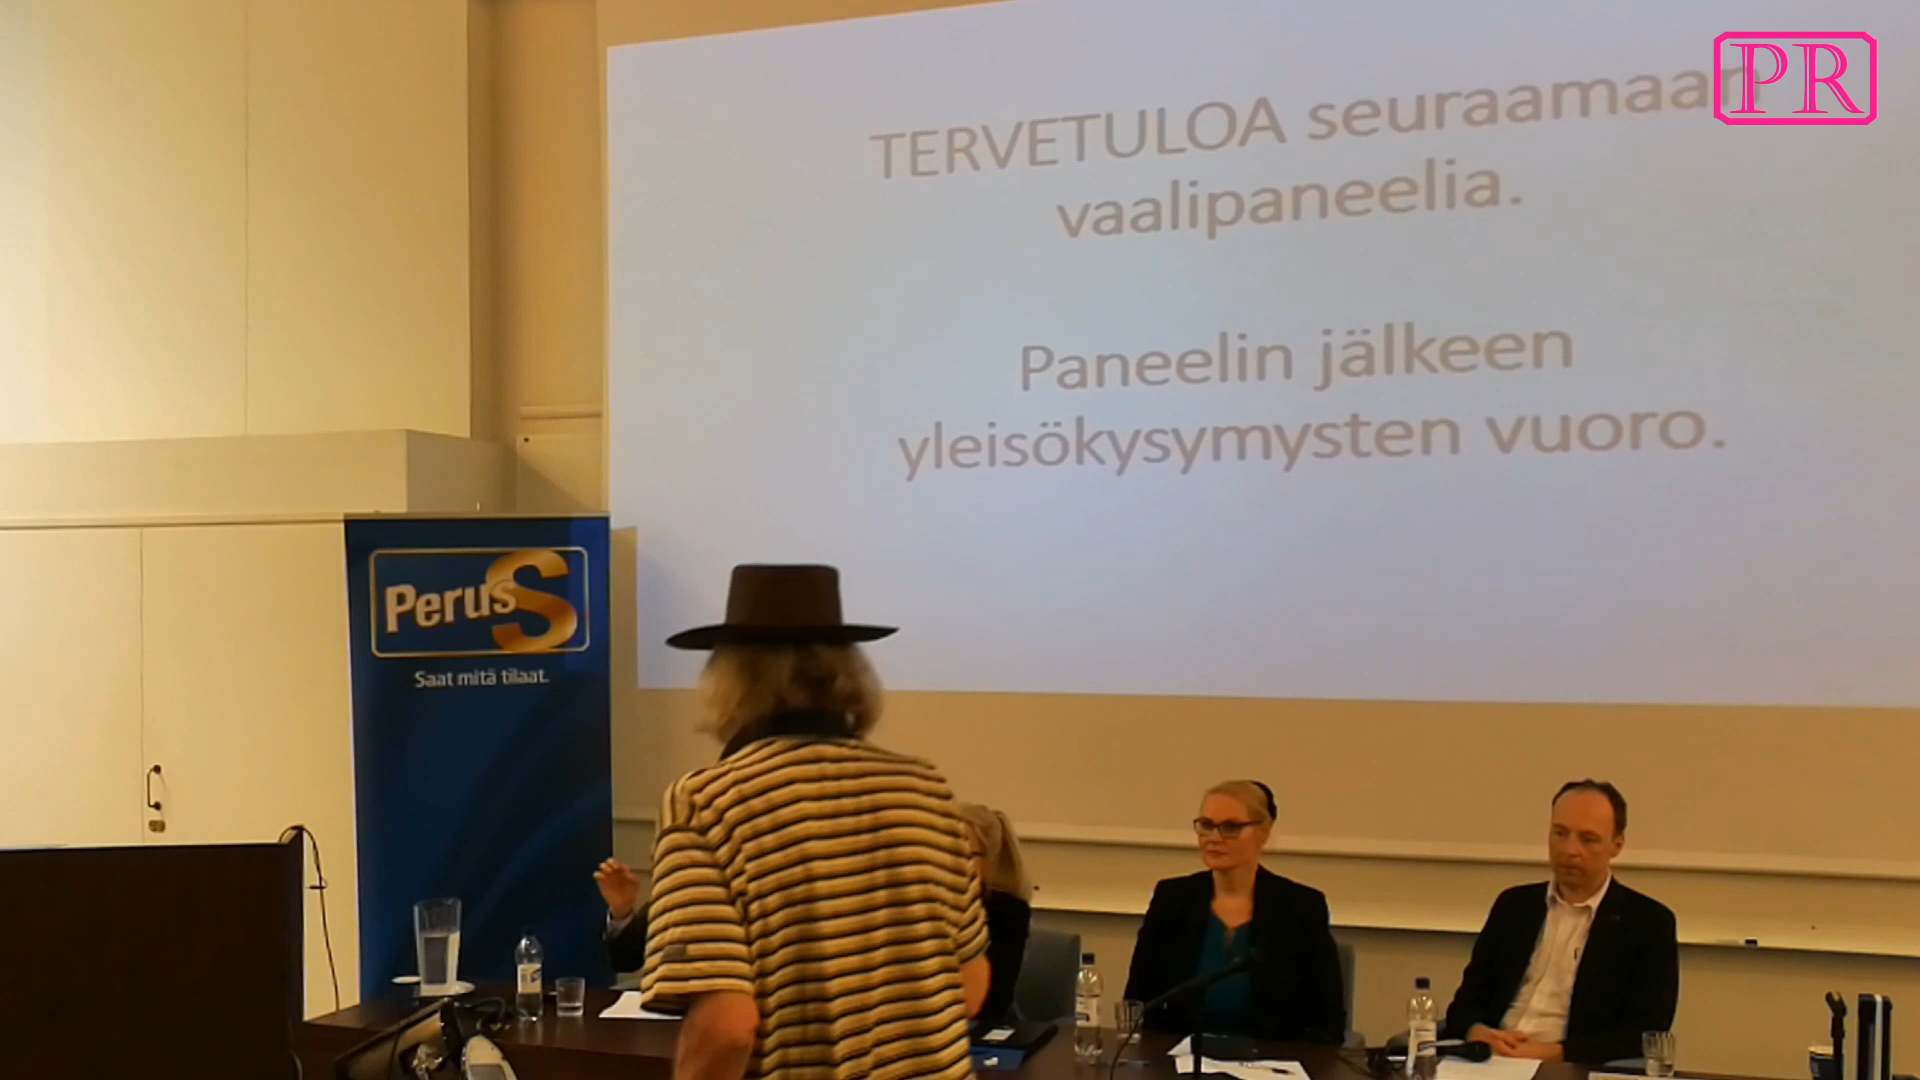 PR
TERVETULOA seuraamaan
vaalipaneelia.
Paneelin jälkeen
yleisökysymysten vuoro.
PerusS
Saat mitä tilaat.